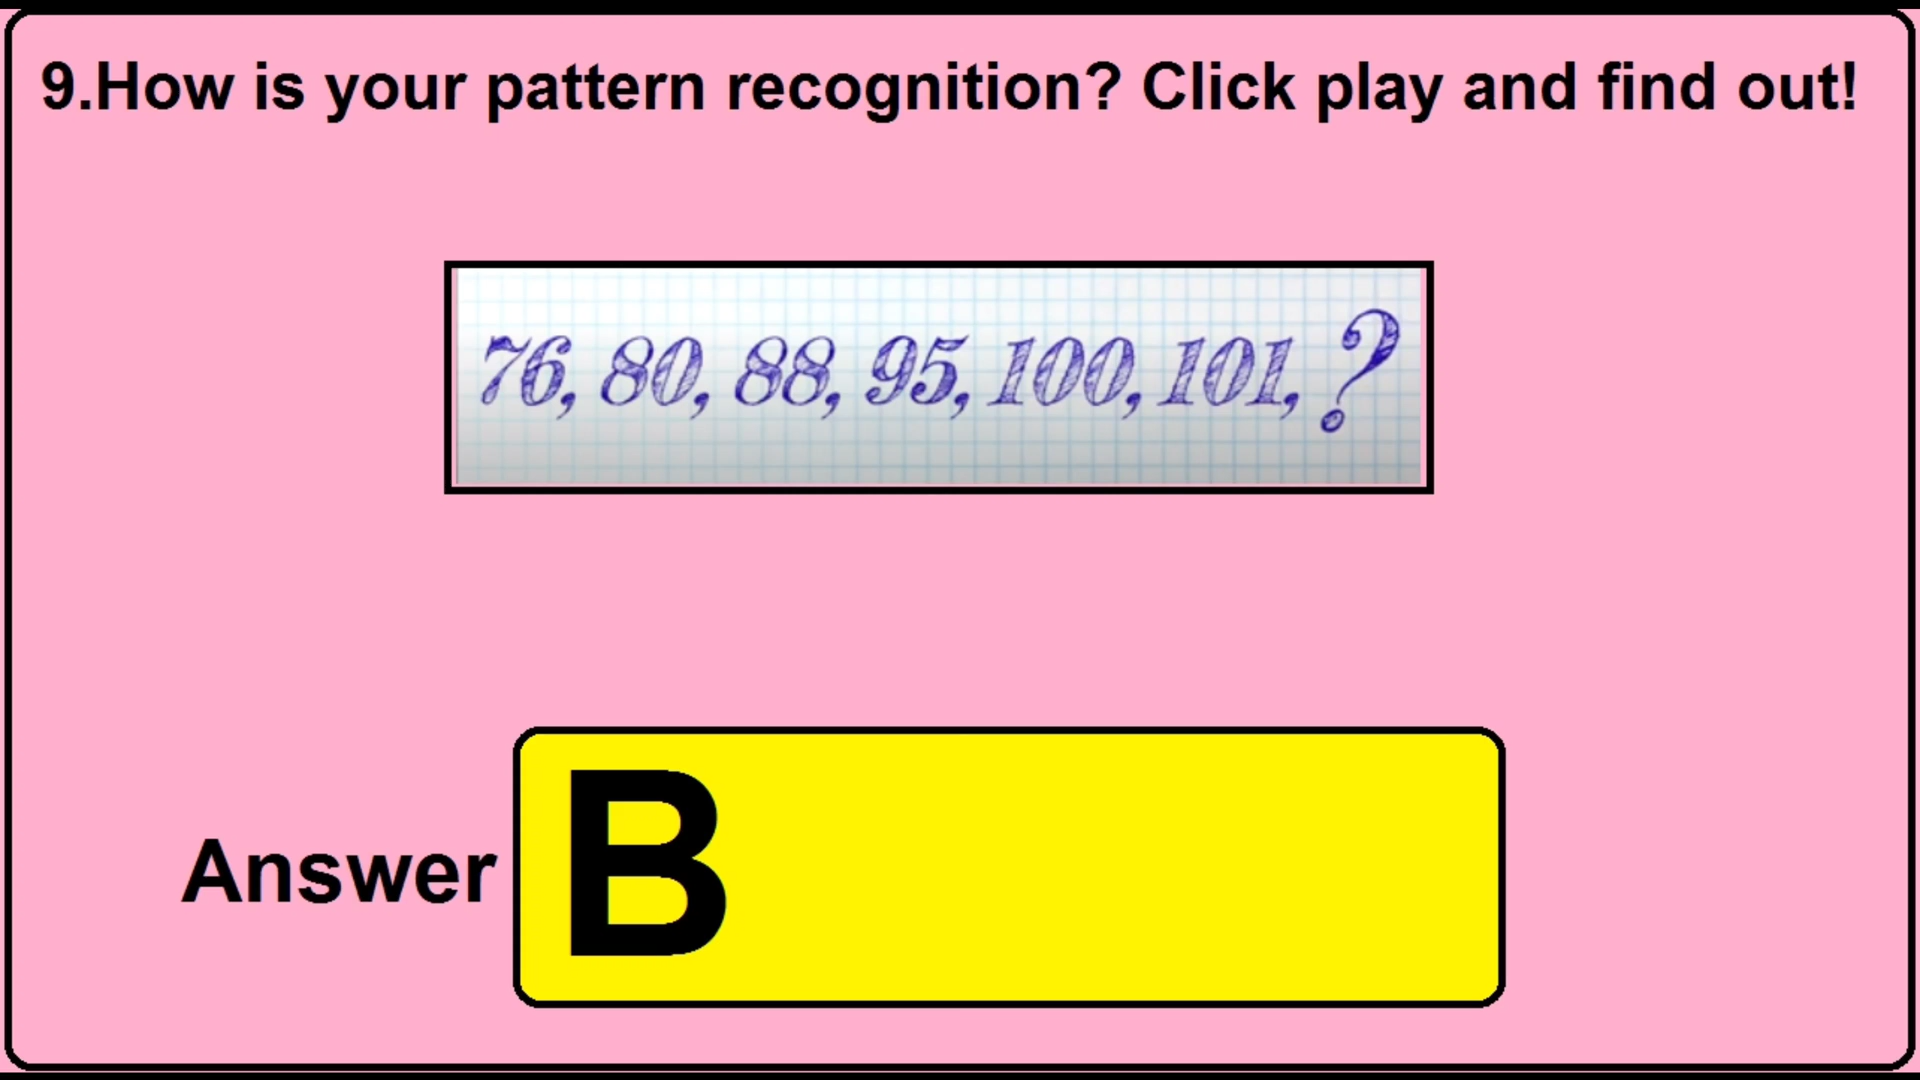 9.How is your pattern recognition? Click play and find out!
76, 80, 88, 95, 100, 101, ?
Answer B